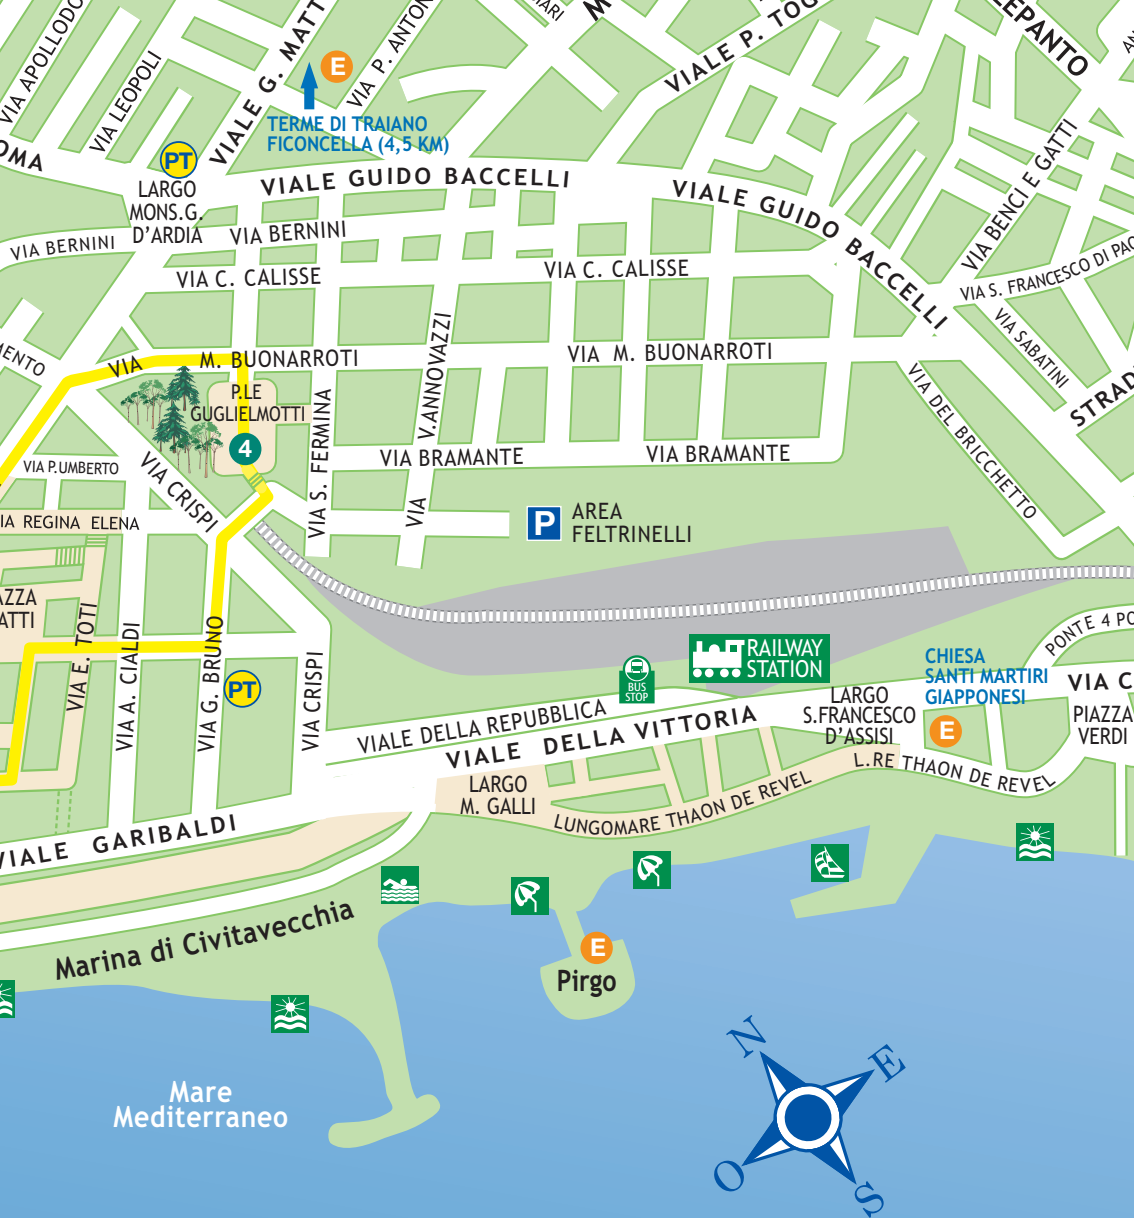 VIA APOLLODO
VIA LEOPOLI
VIALE G. MATT
VIA P. ANTON
ARI
M
VIALE P. TOG
LEPANTO
AN
E
TERME DI TRAIANO
FICONCELLA (4,5 KM)
OMA
PT
LARGO
MONS.G.
D'ARDIA
VIALE GUIDO BACCELLI
VIALE GUIDO BACCELLI
VIA BENCI E GATTI
VIA BERNINI
VIA BERNINI
VIA C. CALISSE
VIA C. CALISSE
VIA S. FRANCESCO DI PAO
VIA SABATINI
STRAD
MENTO
VIA M. BUONARROTI
VIA M. BUONARROTI
VIA V.ANNOVAZZI
P.LE
GUGLIELMOTTI
4
VIA S. FERMINA
VIA BRAMANTE
VIA BRAMANTE
VIA DEL BRICCHETTO
VIA P.UMBERTO
VIA CRISPI
IA REGINA ELENA
P
AREA
FELTRINELLI
AZZA
ATTI
VIA E. TOTI
VIA A. CIALDI
VIA G. BRUNO
PT
VIA CRISPI
BUS
STOP
RAILWAY
STATION
CHIESA
SANTI MARTIRI
GIAPPONESI
E
PONTE 4 PO
VIA C
PIAZZA
VERDI
VIALE DELLA REPUBBLICA
VIALE DELLA VITTORIA
LARGO
S.FRANCESCO
D'ASSISI
L.RE THAON DE REVEL
LARGO
M. GALLI
LUNGOMARE THAON DE REVEL
VIALE GARIBALDI
Marina di Civitavecchia
E
Pirgo
Mare
Mediterraneo
N
E
O
S